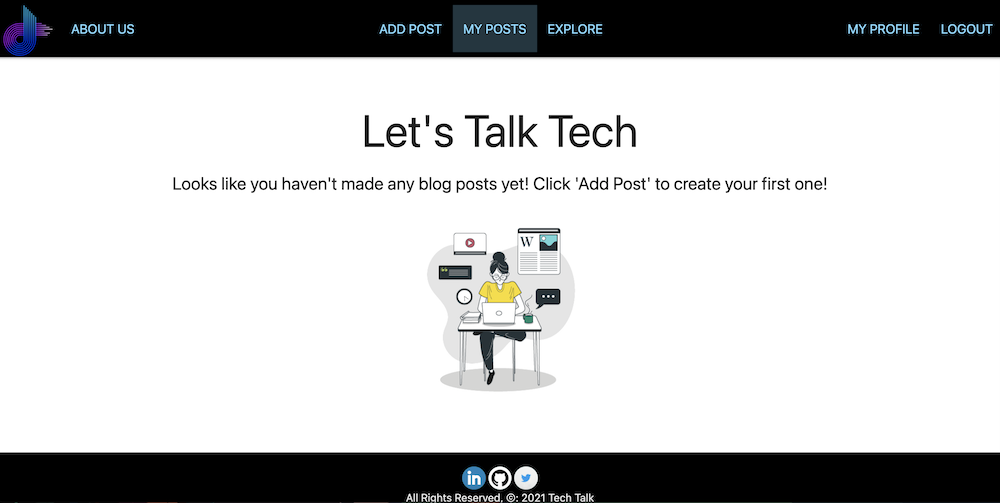 ABOUT US
ADD POST
MY POSTS
EXPLORE
MY PROFILE
LOGOUT
Let's Talk Tech
Looks like you haven't made any blog posts yet! Click 'Add Post' to create your first one!
W
in
All Rights Reserved, ©: 2021 Tech Talk